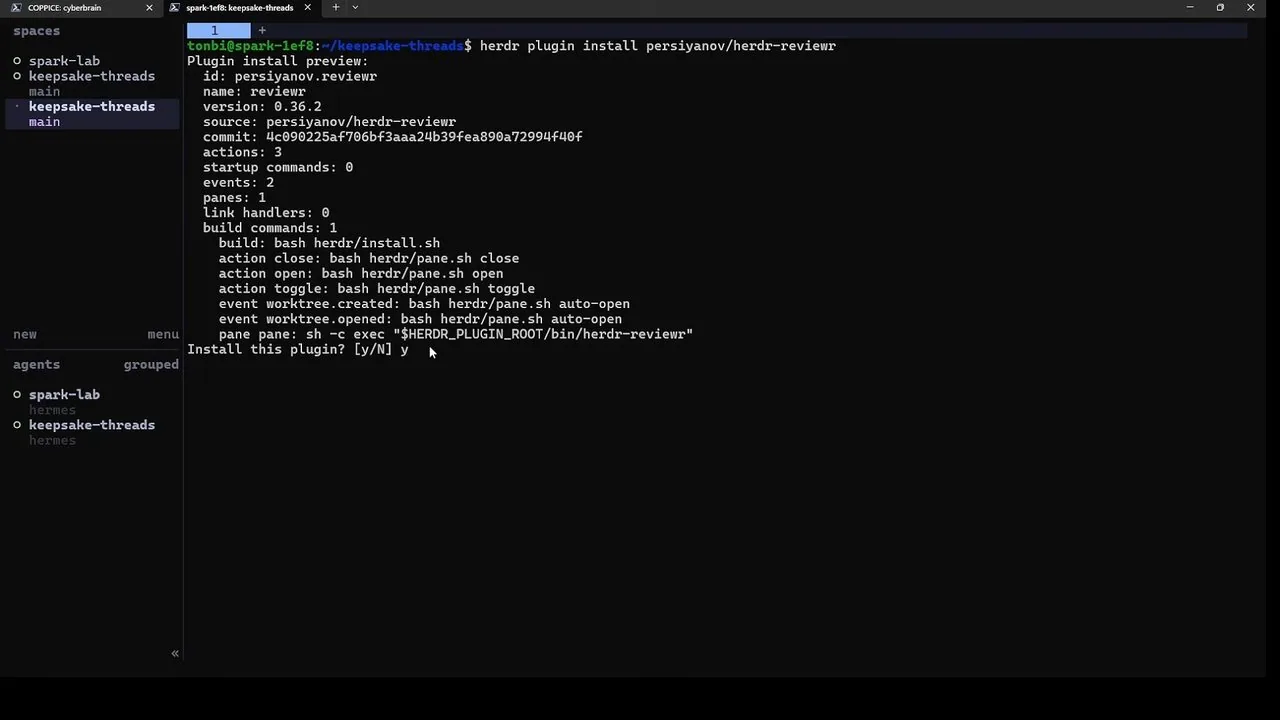 COPPICE: cyberbrain
spark-1ef8: keepsake-threads
spaces
spark-lab
keepsake-threads
main
keepsake-threads
main
new menu
agents grouped
spark-lab
hermes
keepsake-threads
hermes
«
1 +
tonbi@spark-1ef8:~/keepsake-threads$ herdr plugin install persiyanov/herdr-reviewr
Plugin install preview:
id: persiyanov.reviewr
name: reviewr
version: 0.36.2
source: persiyanov/herdr-reviewr
commit: 4c090225af706bf3aaa24b39fea890a72994f40f
actions: 3
startup commands: 0
events: 2
panes: 1
link handlers: 0
build commands: 1
build: bash herdr/install.sh
action close: bash herdr/pane.sh close
action open: bash herdr/pane.sh open
action toggle: bash herdr/pane.sh toggle
event worktree.created: bash herdr/pane.sh auto-open
event worktree.opened: bash herdr/pane.sh auto-open
pane pane: sh -c exec "$HERDR_PLUGIN_ROOT/bin/herdr-reviewr"
Install this plugin? [y/N] y